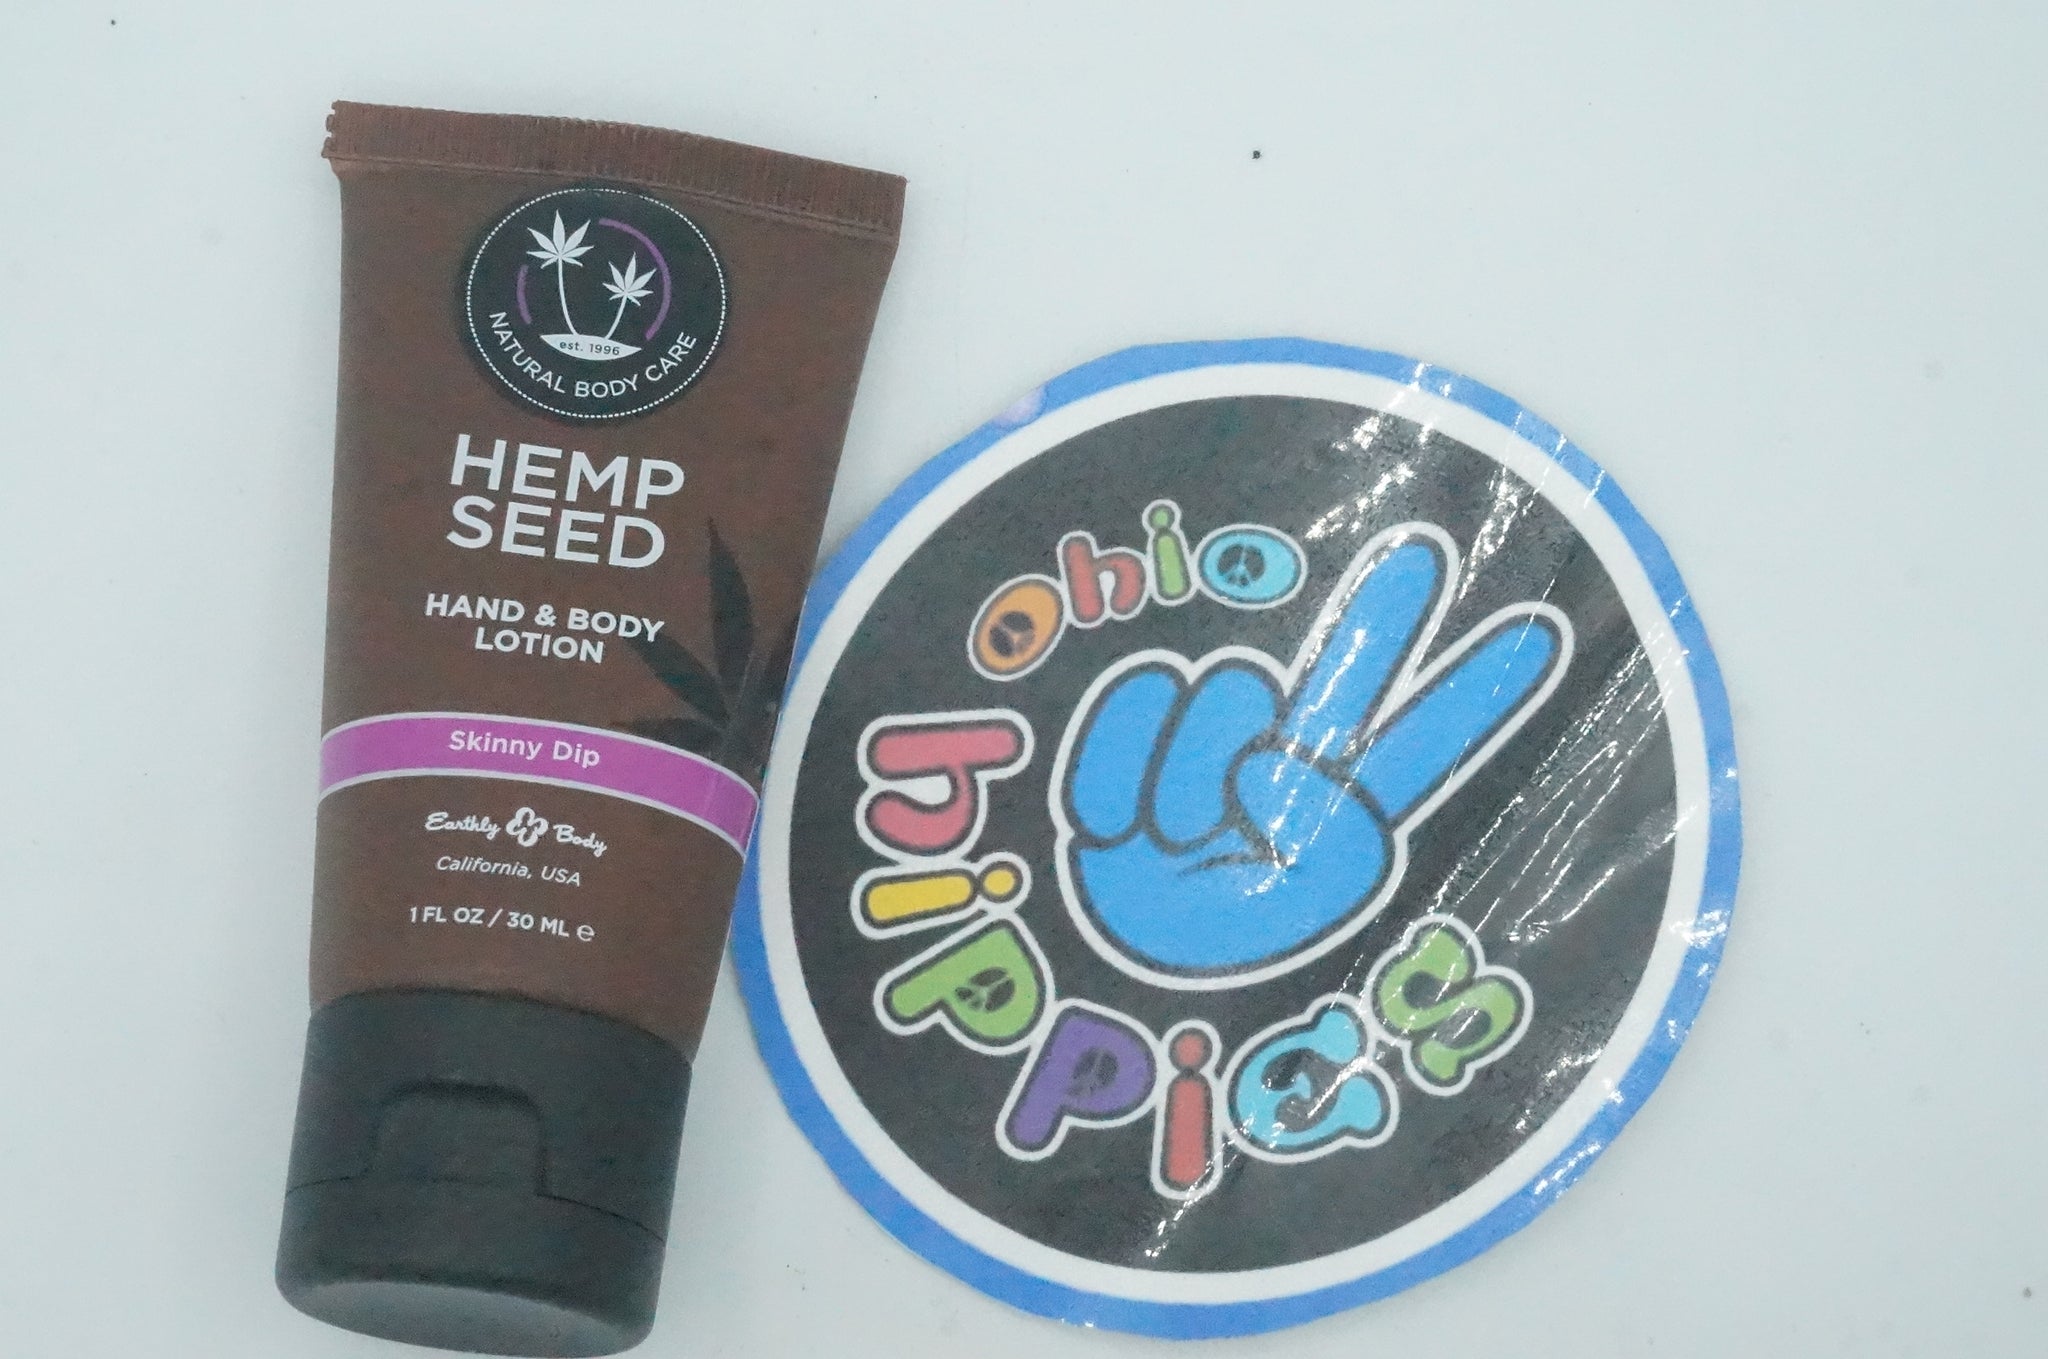 est. 1996
NATURAL BODY CARE
HEMP
SEED
HAND & BODY
LOTION
Skinny Dip
Earthly Body
California, USA
1 FL OZ / 30 ML ℮
ohio
hippies